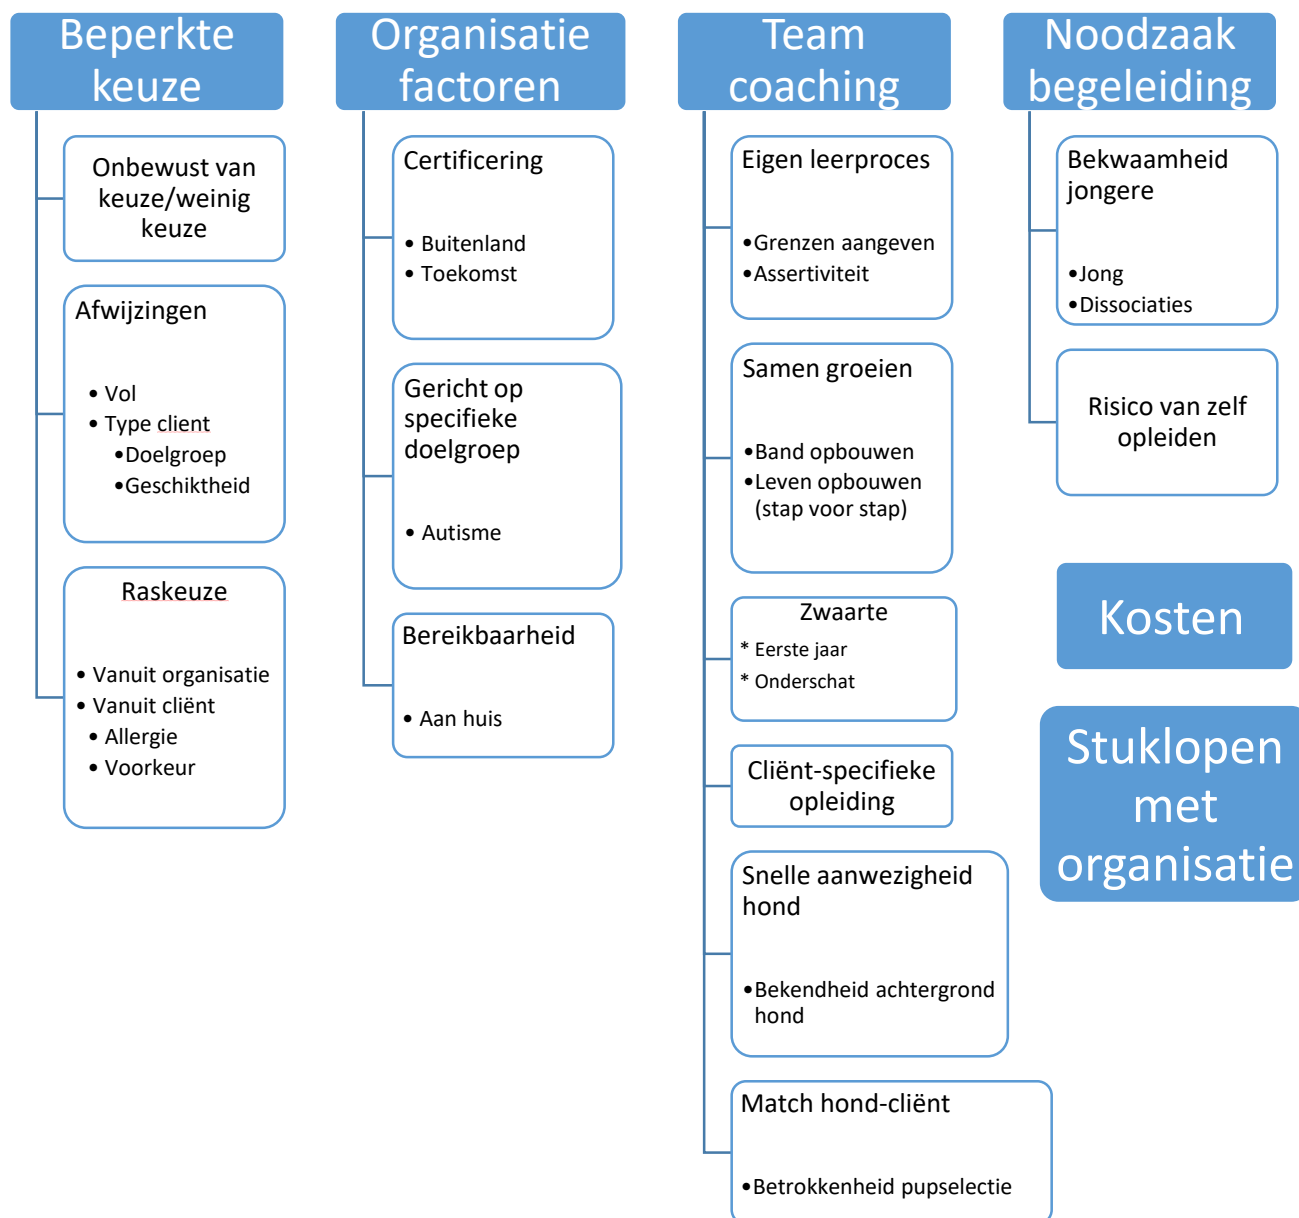 Beperkte
keuze
Onbewust van
keuze/weinig
keuze
Afwijzingen
• Vol
• Type client
•Doelgroep
•Geschiktheid
Raskeuze
• Vanuit organisatie
• Vanuit cliënt
• Allergie
• Voorkeur
Organisatie
factoren
Certificering
• Buitenland
• Toekomst
Gericht op
specifieke
doelgroep
• Autisme
Bereikbaarheid
• Aan huis
Team
coaching
Eigen leerproces
•Grenzen aangeven
•Assertiviteit
Samen groeien
•Band opbouwen
•Leven opbouwen
(stap voor stap)
Zwaarte
* Eerste jaar
* Onderschat
Cliënt-specifieke
opleiding
Snelle aanwezigheid
hond
•Bekendheid achtergrond
hond
Match hond-cliënt
•Betrokkenheid pupselectie
Noodzaak
begeleiding
Bekwaamheid
jongere
•Jong
•Dissociaties
Risico van zelf
opleiden
Kosten
Stuklopen
met
organisatie